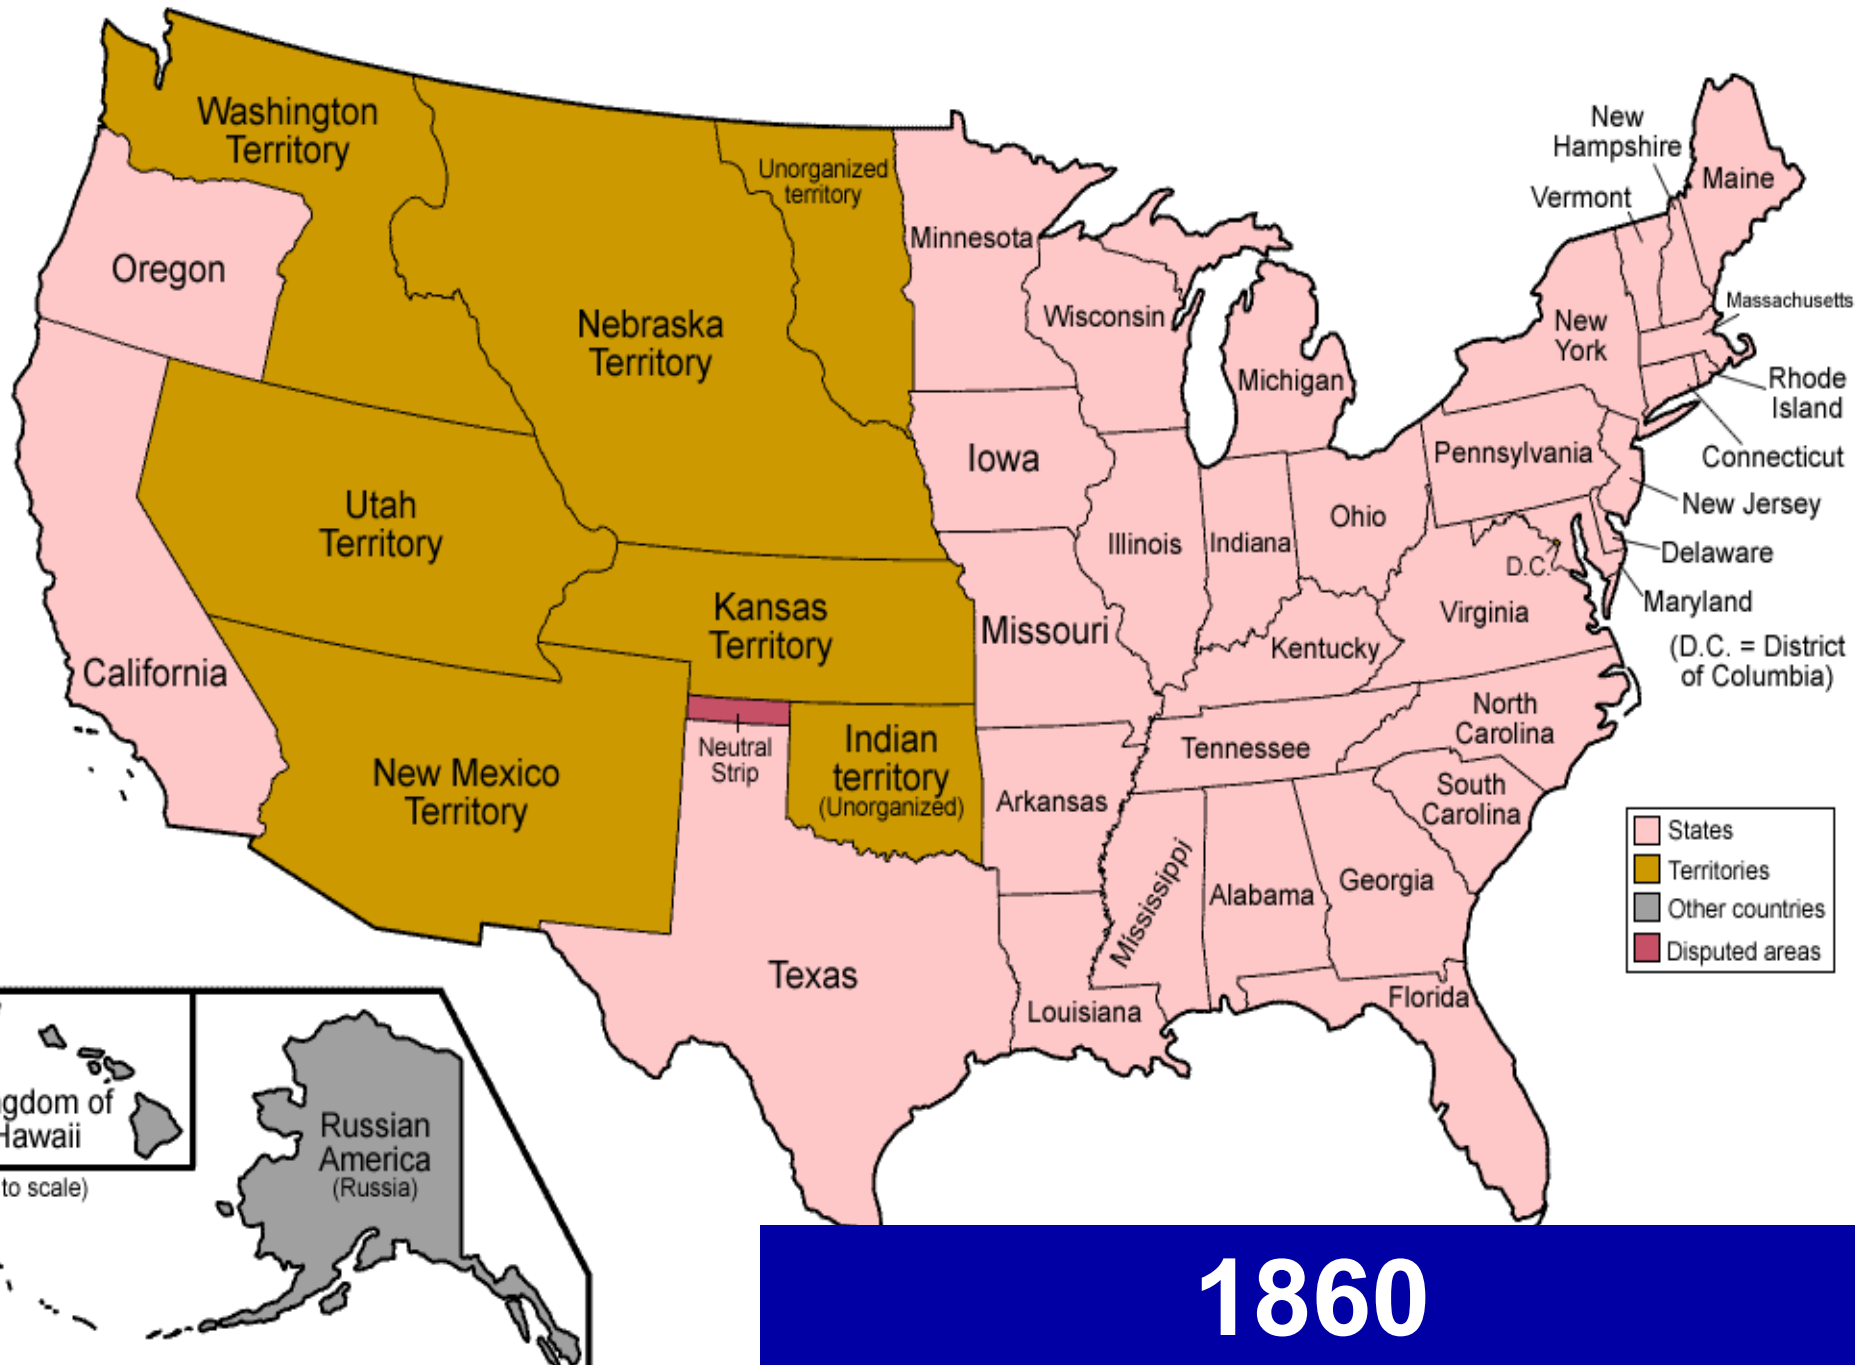 Washington
Territory
Oregon
Unorganized
territory
Nebraska
Territory
Minnesota
Wisconsin
Michigan
New
Hampshire
Vermont
Maine
Massachusetts
New
York
Rhode
Island
Connecticut
Pennsylvania
New Jersey
Delaware
Maryland
(D.C. = District
of Columbia)
D.C.
Iowa
Illinois
Indiana
Ohio
Utah
Territory
Kansas
Territory
Missouri
Kentucky
Virginia
California
North
Carolina
Tennessee
South
Carolina
New Mexico
Territory
Neutral
Strip
Indian
territory
(Unorganized)
Arkansas
Mississippi
Alabama
Georgia
Texas
Louisiana
Florida
States
Territories
Other countries
Disputed areas
gdom of
Hawaii
to scale)
Russian
America
(Russia)
1860